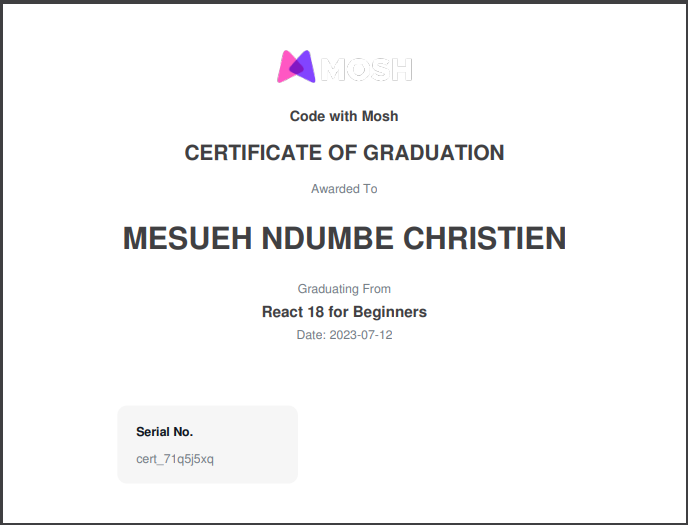 MOSH
Code with Mosh
CERTIFICATE OF GRADUATION
Awarded To
MESUEH NDUMBE CHRISTIEN
Graduating From
React 18 for Beginners
Date: 2023-07-12
Serial No.
cert_71q5j5xq